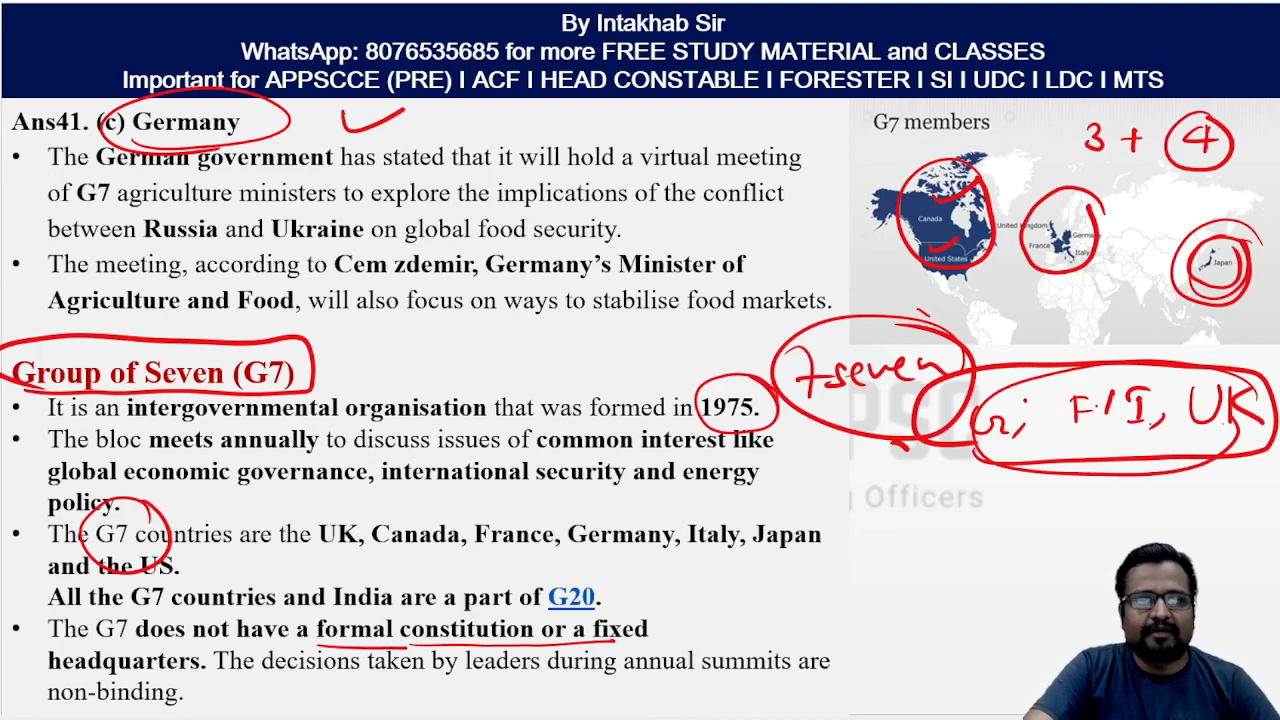 By Intakhab Sir
WhatsApp: 8076535685 for more FREE STUDY MATERIAL and CLASSES
Important for APPSCCE (PRE) I ACF I HEAD CONSTABLE I FORESTER I SI I UDC I LDC I MTS
Ans41. (c) Germany
• The German government has stated that it will hold a virtual meeting
of G7 agriculture ministers to explore the implications of the conflict
between Russia and Ukraine on global food security.
• The meeting, according to Cem zdemir, Germany's Minister of
Agriculture and Food, will also focus on ways to stabilise food markets.
Group of Seven (G7)
• It is an intergovernmental organisation that was formed in 1975.
• The bloc meets annually to discuss issues of common interest like
global economic governance, international security and energy
policy.
• The G7 countries are the UK, Canada, France, Germany, Italy, Japan
and the US.
All the G7 countries and India are a part of G20.
• The G7 does not have a formal constitution or a fixed
headquarters. The decisions taken by leaders during annual summits are
non-binding.
G7 members
3 + 4
Canada
United States
United Kingdom
Germany
France
Italy
Japan
7 seven
F, I, UK
PSC
g Officers